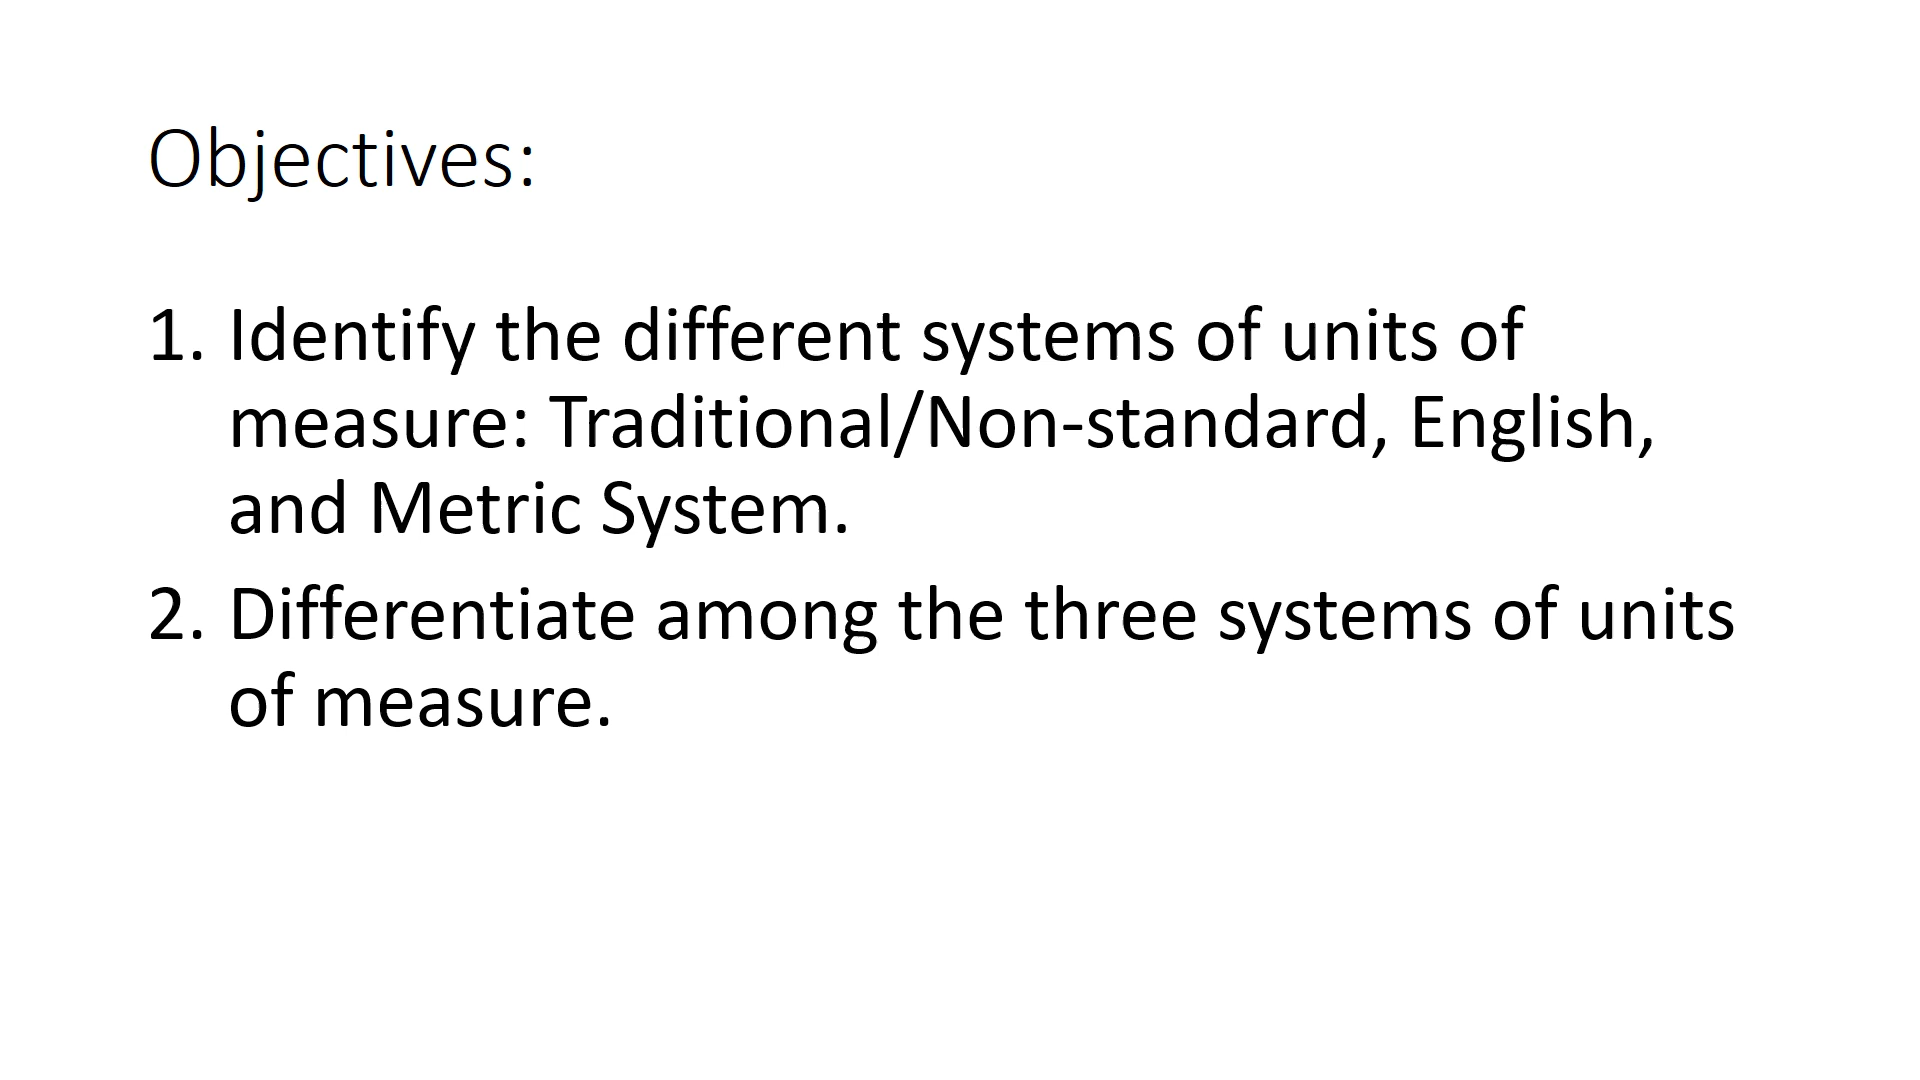 Objectives:
1. Identify the different systems of units of
measure: Traditional/Non-standard, English,
and Metric System.
2. Differentiate among the three systems of units
of measure.